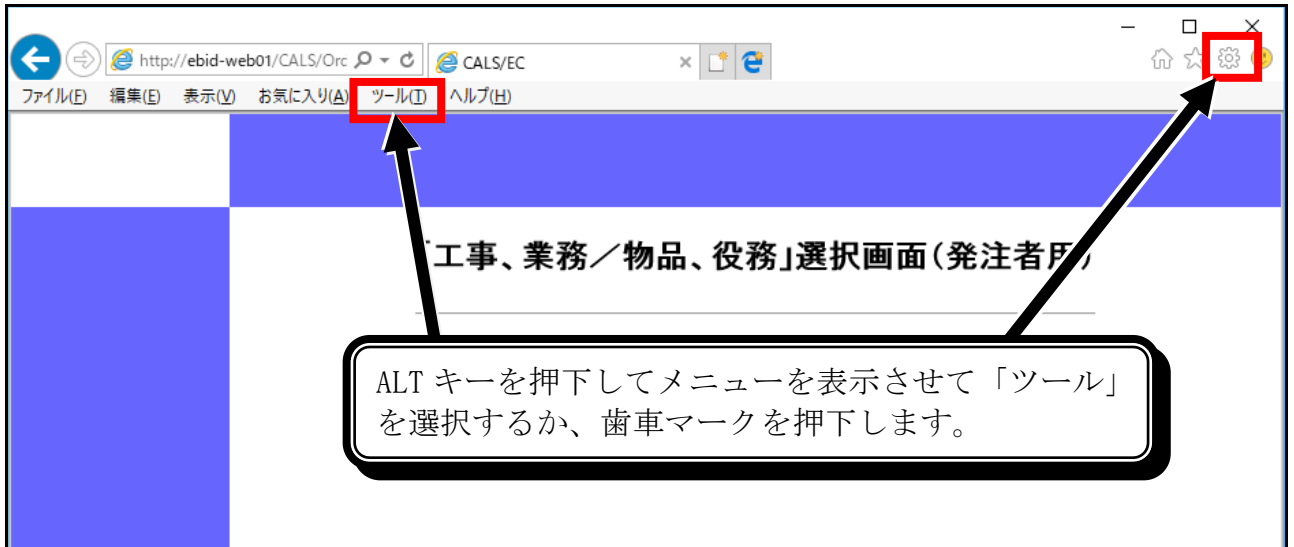 http://ebid-web01/CALS/Orc
CALS/EC
ファイル(F) 編集(E) 表示(V) お気に入り(A) ツール(T) ヘルプ(H)
「工事、業務／物品、役務」選択画面(発注者用)
ALT キーを押下してメニューを表示させて「ツール」
を選択するか、歯車マークを押下します。